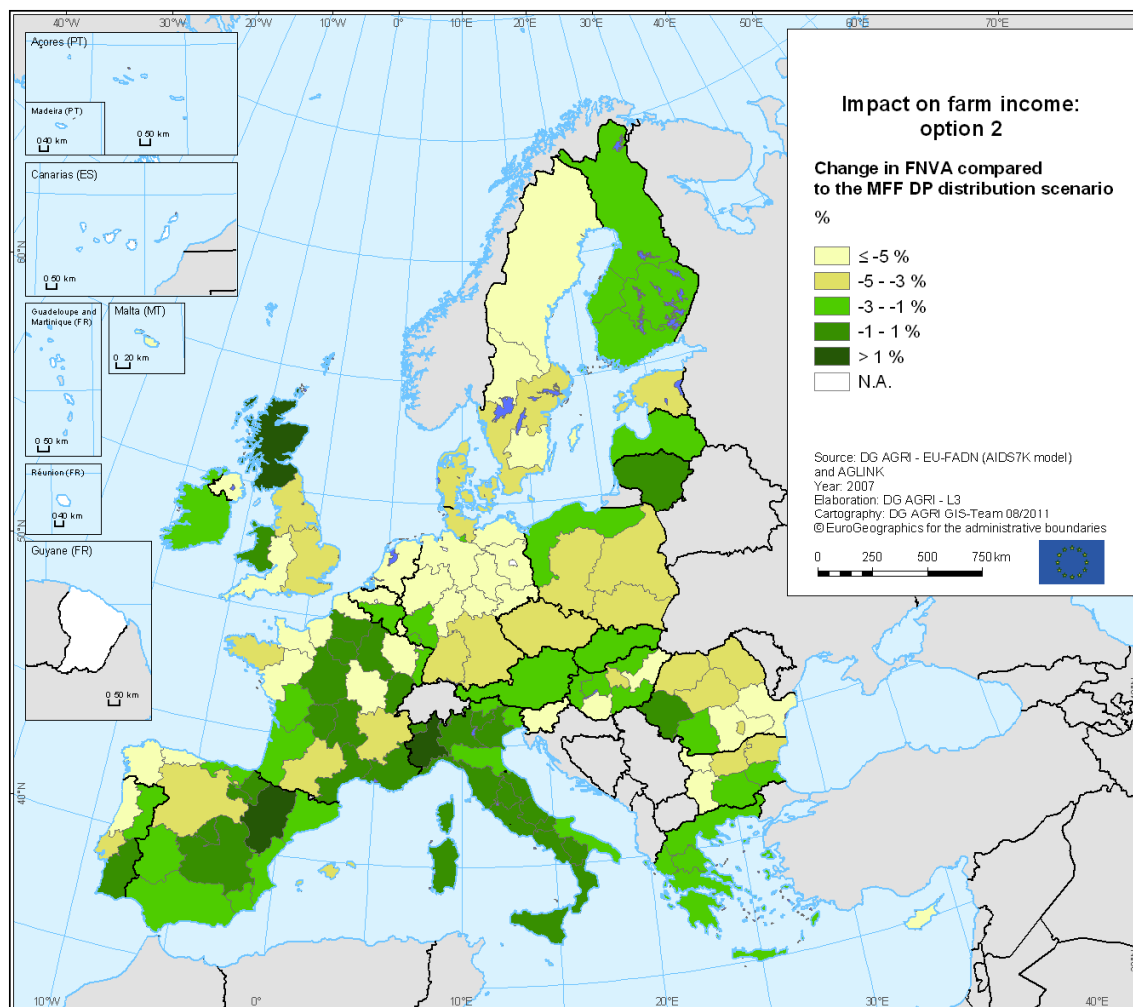 40°W
30°W
20°W
10°W
0°
10°E
20°E
30°E
40°E
50°E
60°E
70°E
Açores (PT)
Madeira (PT)
0 40 km
0 50 km
Canarias (ES)
0 50 km
Guadeloupe and
Martinique (FR)
0 50 km
Malta (MT)
0 20 km
Réunion (FR)
0 40 km
Guyane (FR)
0 50 km
60°N
50°N
40°N
Impact on farm income:
option 2
Change in FNVA compared
to the MFF DP distribution scenario
%
≤ -5 %
-5 - -3 %
-3 - -1 %
-1 - 1 %
> 1 %
N.A.
Source: DG AGRI - EU-FADN (AIDS7K model)
and AGLINK
Year: 2007
Elaboration: DG AGRI - L3
Cartography: DG AGRI GIS-Team 08/2011
© EuroGeographics for the administrative boundaries
0 250 500 750 km
10°W
0°
10°E
20°E
30°E
40°E